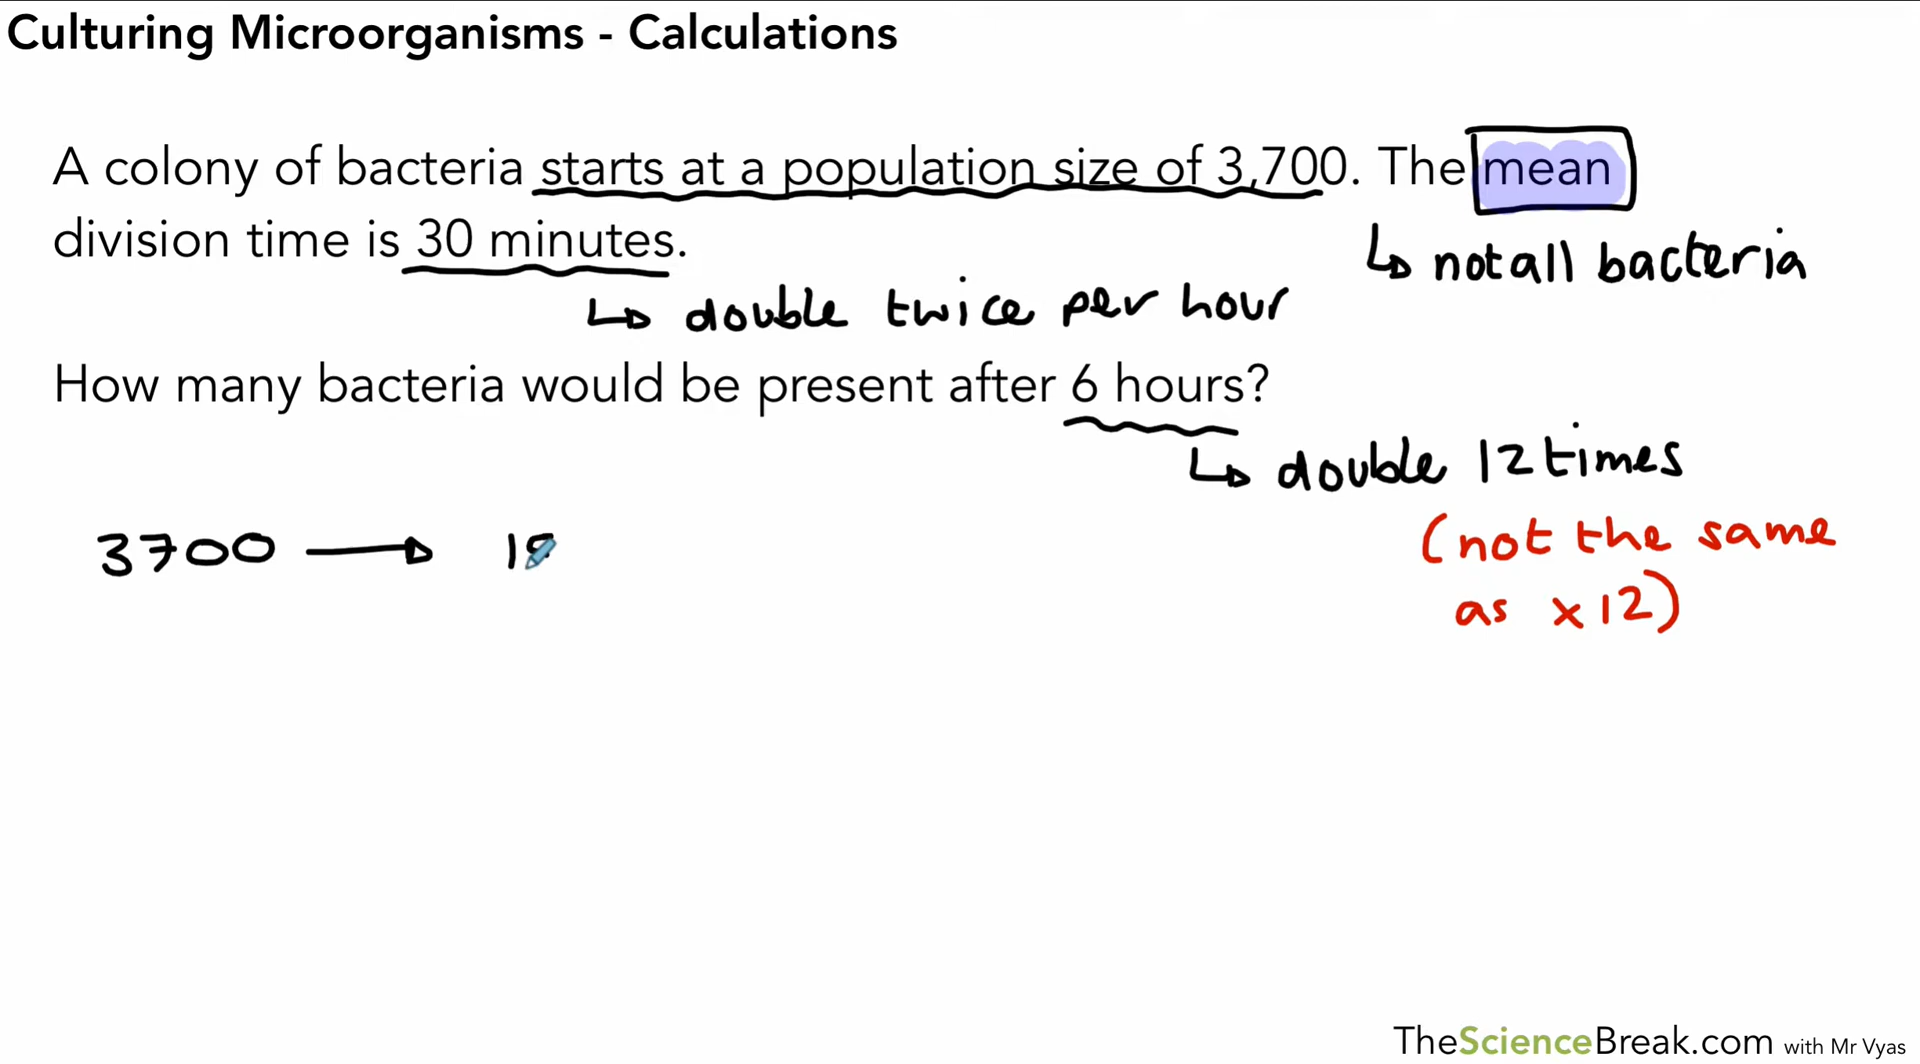 Culturing Microorganisms - Calculations
A colony of bacteria starts at a population size of 3,700. The mean
division time is 30 minutes.
↳ not all bacteria
↳ double twice per hour
How many bacteria would be present after 6 hours?
↳ double 12 times
(not the same
as x12)
3700 →
TheScienceBreak.com with Mr Vyas